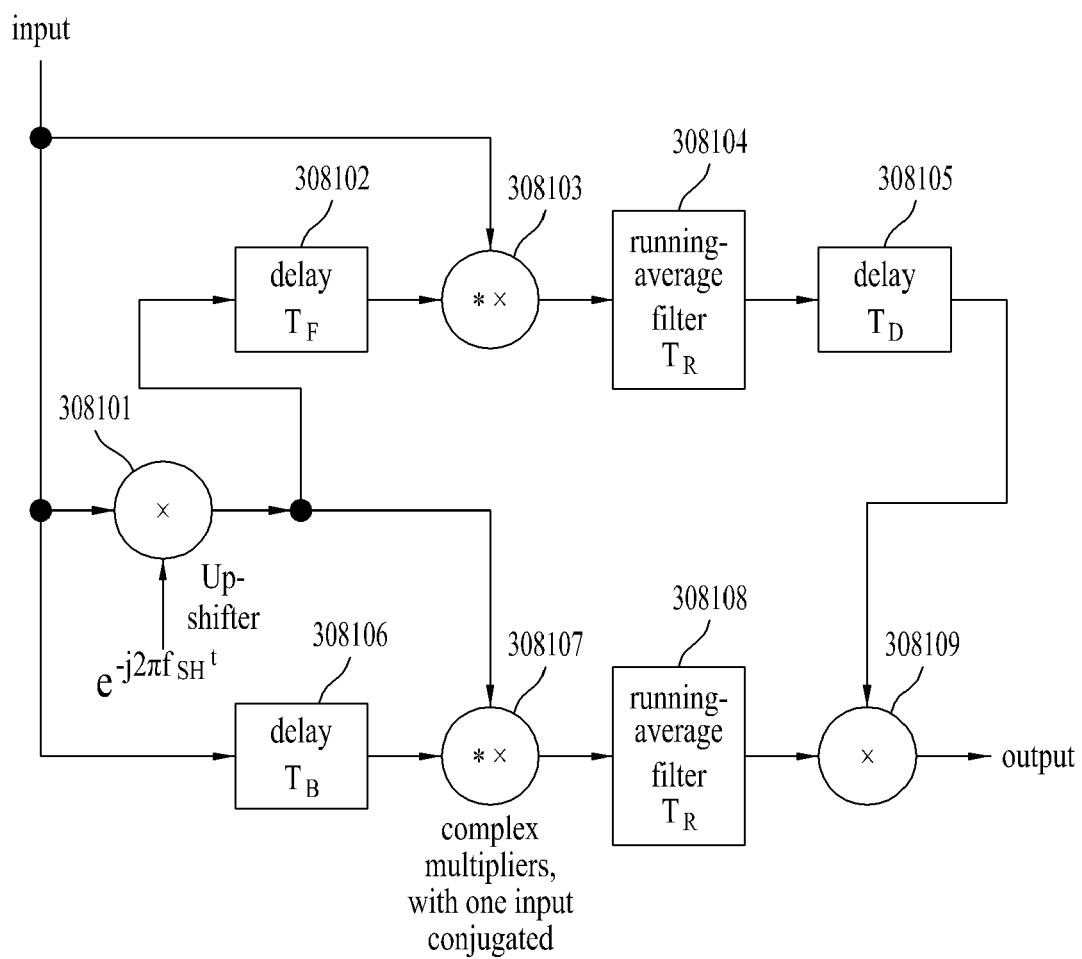 input
308102
308103
308104
308105
delay
T_F
* ×
running-
average
filter
T_R
delay
T_D
308101
×
Up-
shifter
e^-j2πf_SH t
308106
308107
308108
308109
delay
T_B
* ×
running-
average
filter
T_R
×
output
complex
multipliers,
with one input
conjugated